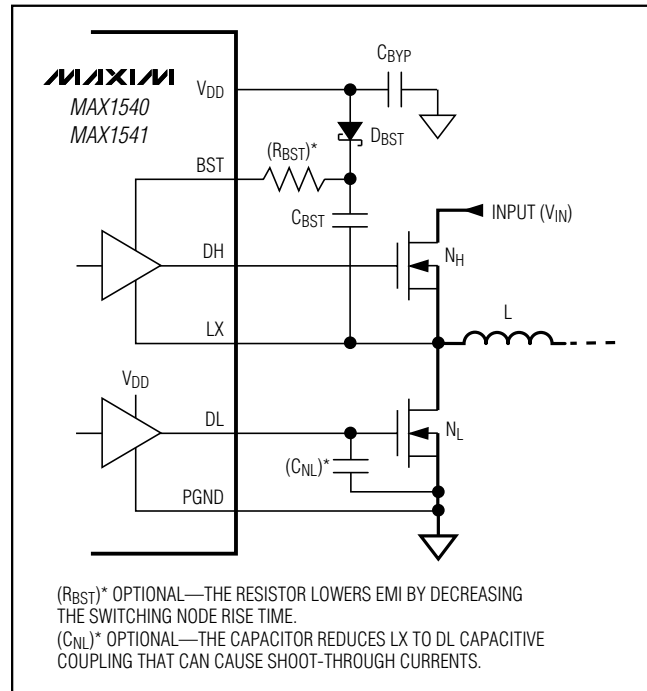 MAXIM
MAX1540
MAX1541
VDD
CBYP
DBST
BST
(RBST)*
CBST
INPUT (VIN)
DH
NH
LX
L
VDD
DL
NL
(CNL)*
PGND
(RBST)* OPTIONAL—THE RESISTOR LOWERS EMI BY DECREASING
THE SWITCHING NODE RISE TIME.
(CNL)* OPTIONAL—THE CAPACITOR REDUCES LX TO DL CAPACITIVE
COUPLING THAT CAN CAUSE SHOOT-THROUGH CURRENTS.